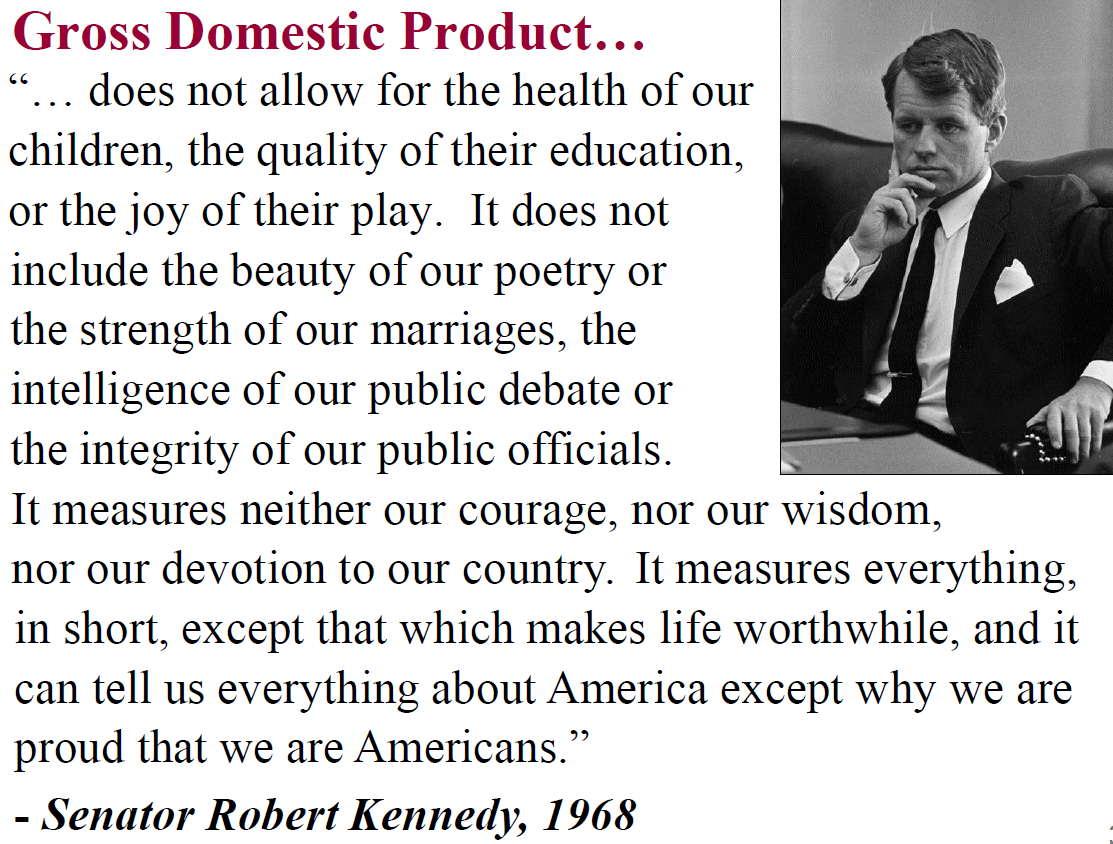 Gross Domestic Product…
“… does not allow for the health of our
children, the quality of their education,
or the joy of their play. It does not
include the beauty of our poetry or
the strength of our marriages, the
intelligence of our public debate or
the integrity of our public officials.
It measures neither our courage, nor our wisdom,
nor our devotion to our country. It measures everything,
in short, except that which makes life worthwhile, and it
can tell us everything about America except why we are
proud that we are Americans.”
- Senator Robert Kennedy, 1968